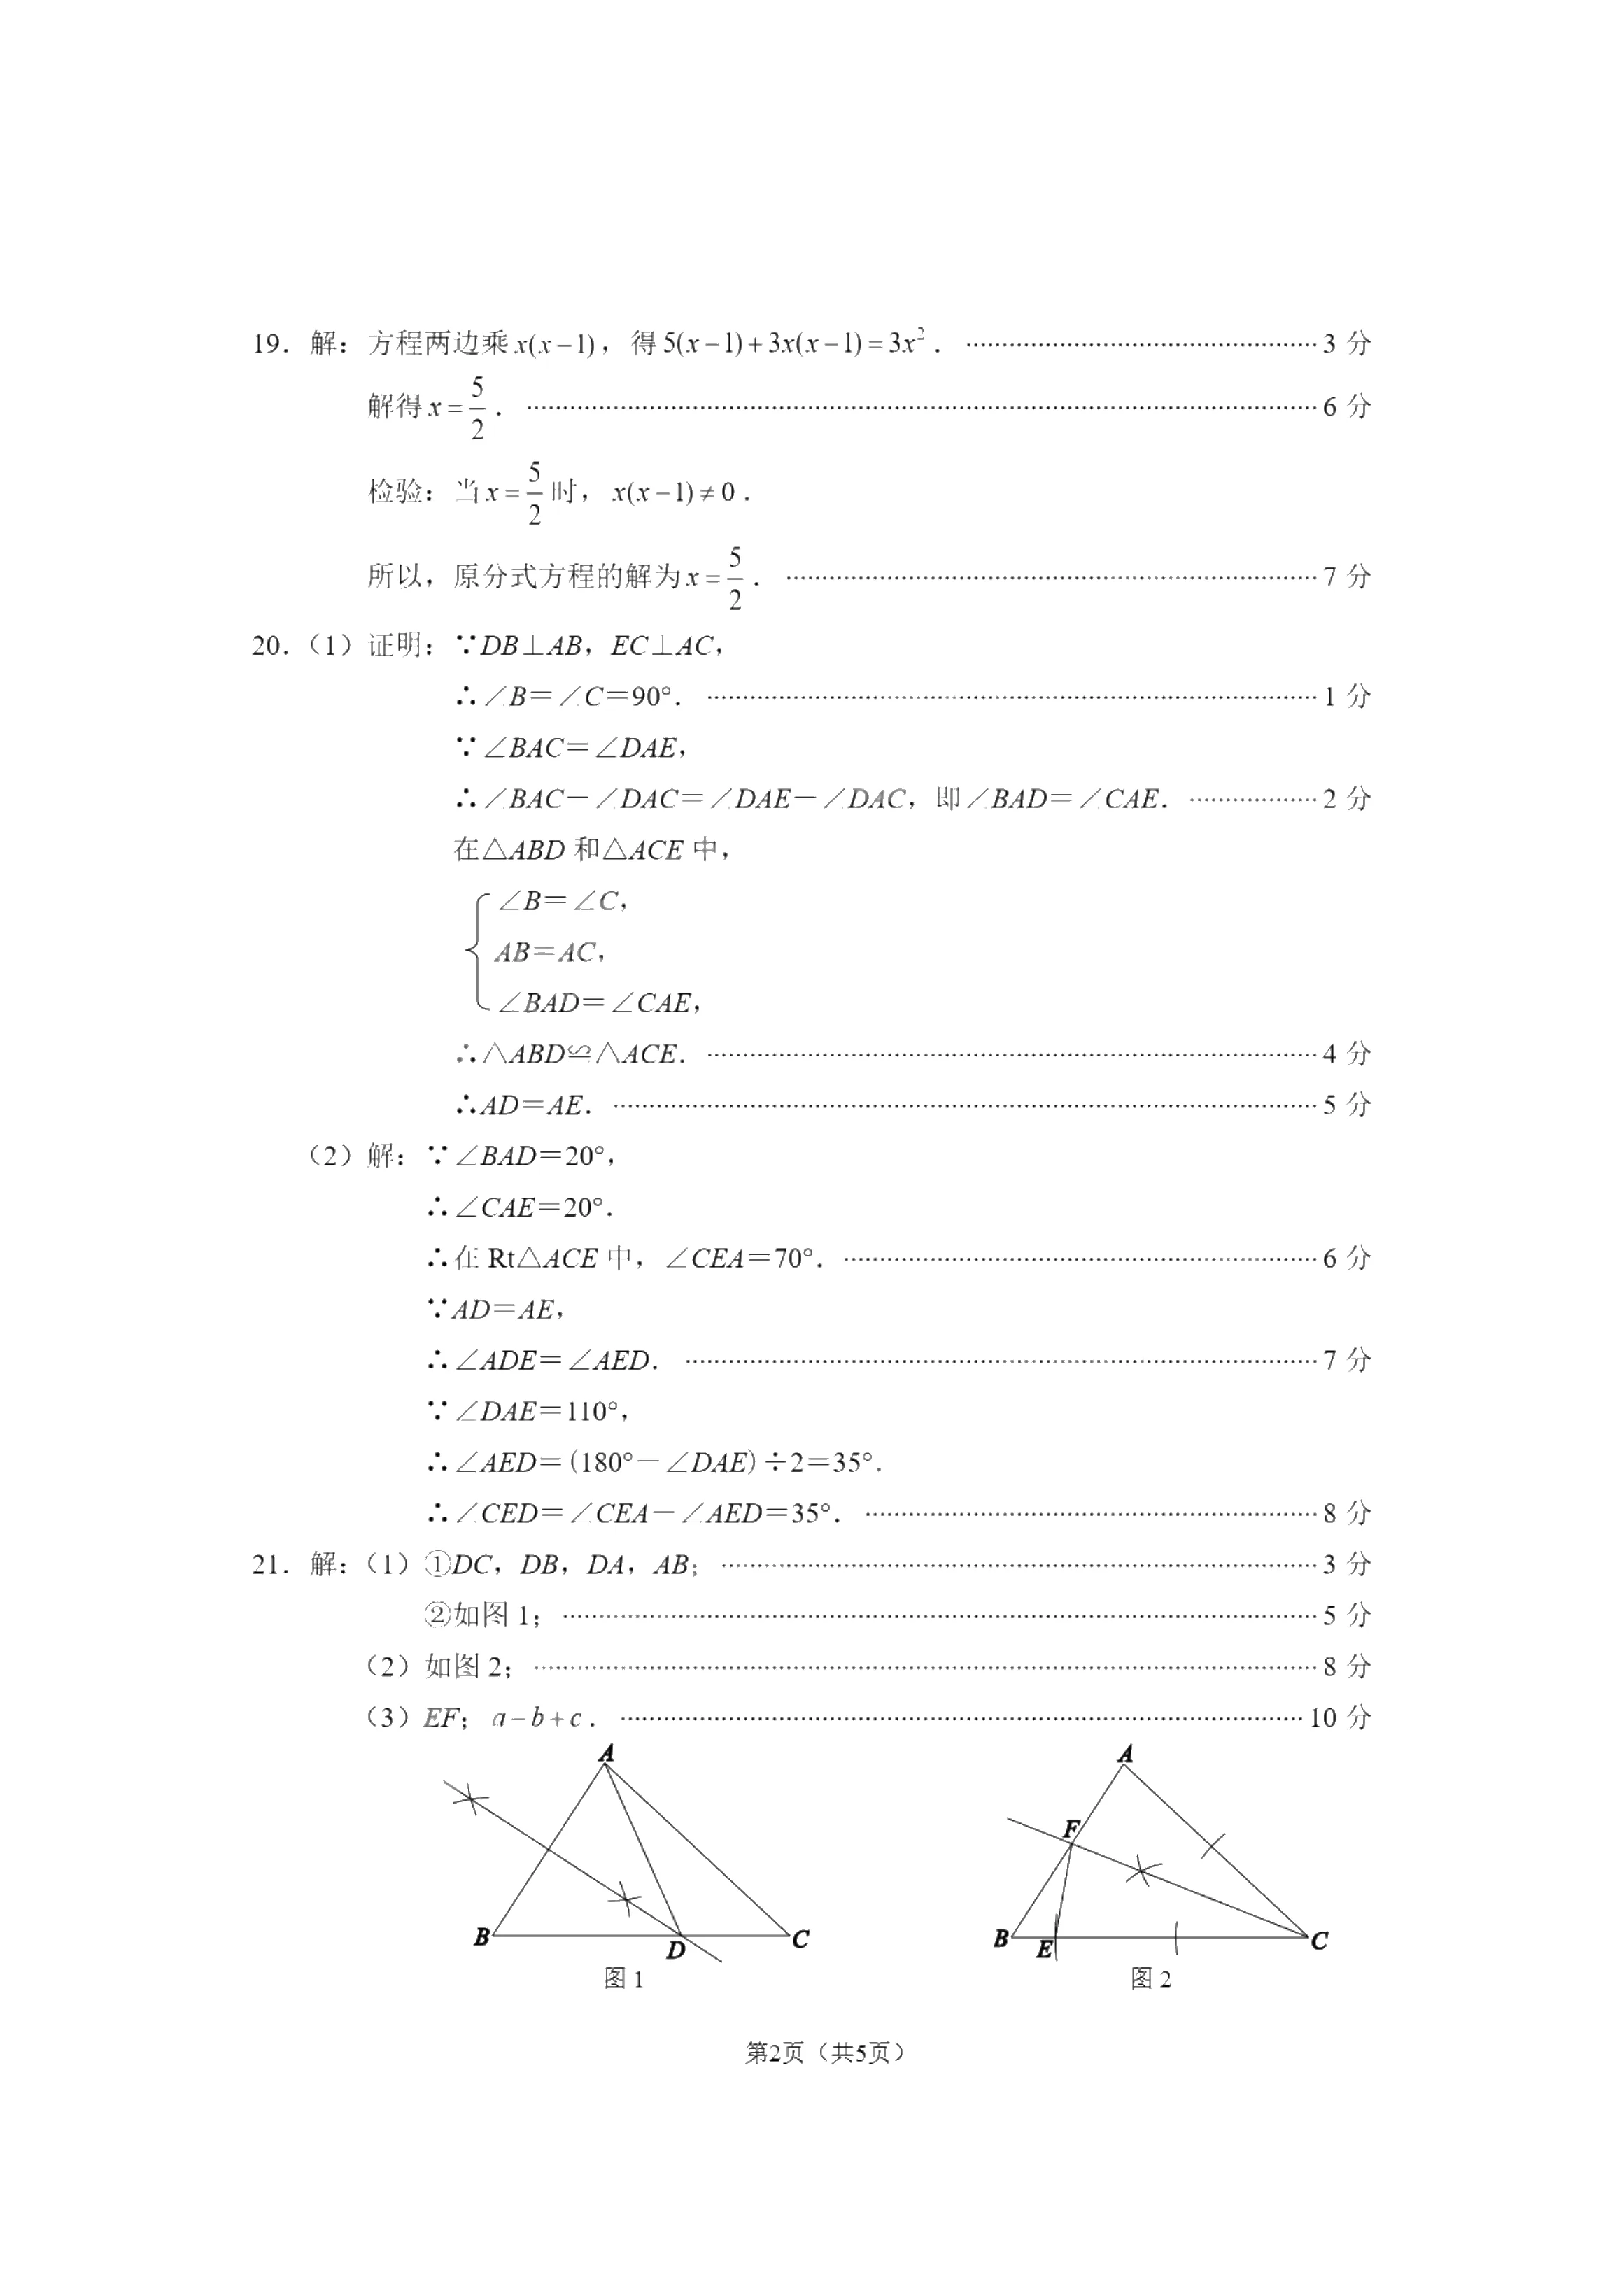 19．解：方程两边乘x(x−1)，得5(x−1)+3x(x−1)=3x²．……3 分
解得x=5/2．……6 分
检验：当x=5/2时，x(x−1)≠0．
所以，原分式方程的解为x=5/2．……7 分
20．（1）证明：∵DB⊥AB，EC⊥AC，
∴∠B=∠C=90°．……1 分
∵∠BAC=∠DAE，
∴∠BAC−∠DAC=∠DAE−∠DAC，即∠BAD=∠CAE．……2 分
在△ABD 和△ACE 中，
∠B=∠C，
AB=AC，
∠BAD=∠CAE，
∴△ABD≌△ACE．……4 分
∴AD=AE．……5 分
（2）解：∵∠BAD=20°，
∴∠CAE=20°．
∴在 Rt△ACE 中，∠CEA=70°．……6 分
∵AD=AE，
∴∠ADE=∠AED．……7 分
∵∠DAE=110°，
∴∠AED=(180°−∠DAE)÷2=35°．
∴∠CED=∠CEA−∠AED=35°．……8 分
21．解：（1）①DC，DB，DA，AB；……3 分
②如图 1；……5 分
（2）如图 2；……8 分
（3）EF；a−b+c．……10 分
A A
F
B D C B E C
图 1 图 2
第2页（共5页）